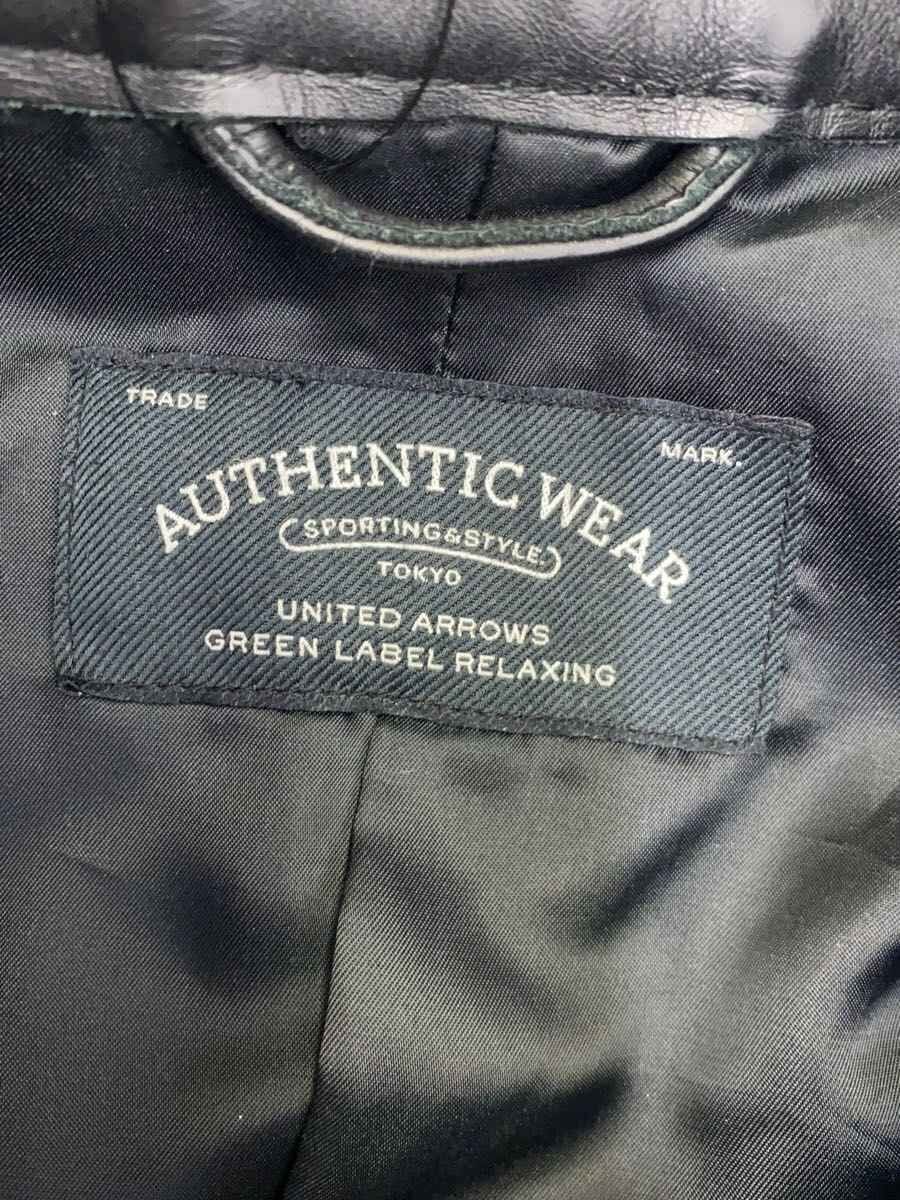 TRADE MARK.
AUTHENTIC WEAR
SPORTING&STYLE.
TOKYO
UNITED ARROWS
GREEN LABEL RELAXING